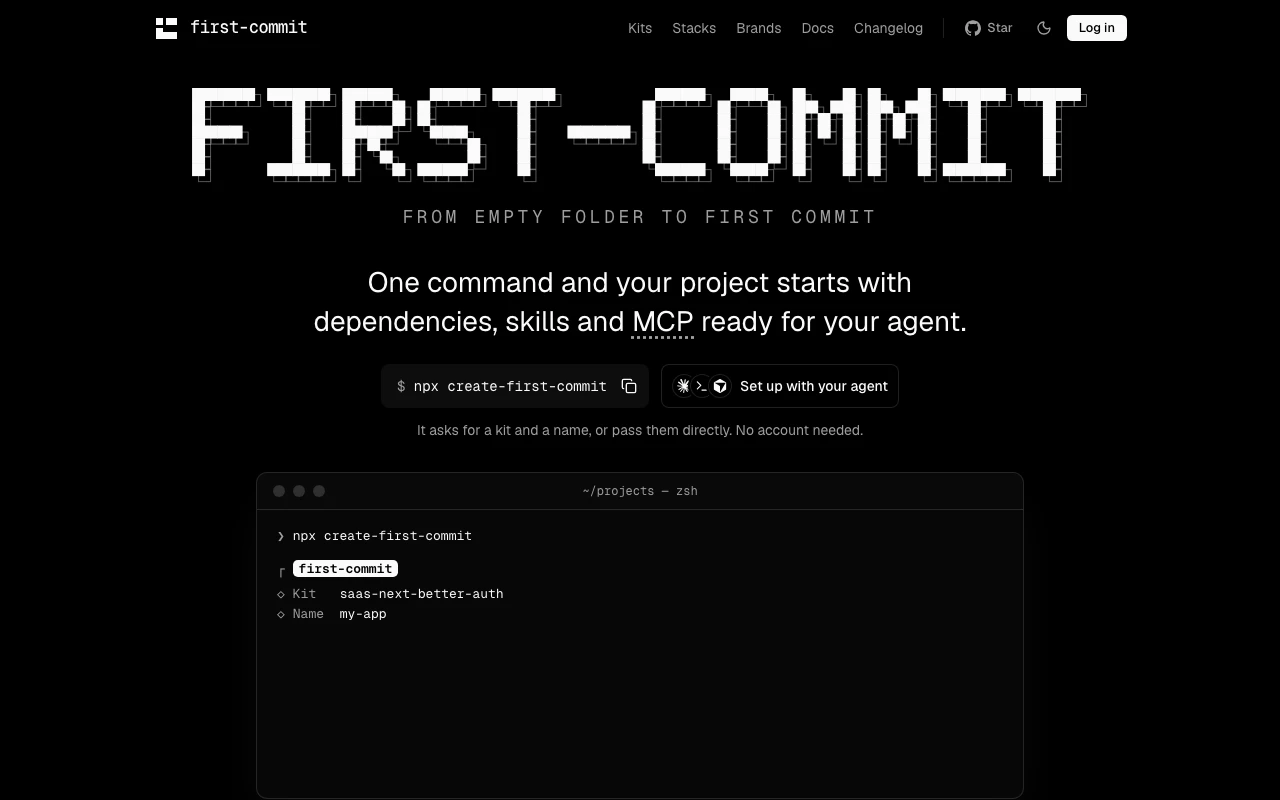 first-commit
Kits Stacks Brands Docs Changelog Star Log in
FIRST-COMMIT
FROM EMPTY FOLDER TO FIRST COMMIT
One command and your project starts with
dependencies, skills and MCP ready for your agent.
$ npx create-first-commit
Set up with your agent
It asks for a kit and a name, or pass them directly. No account needed.
~/projects — zsh
❯ npx create-first-commit
┌ first-commit
◇ Kit saas-next-better-auth
◇ Name my-app